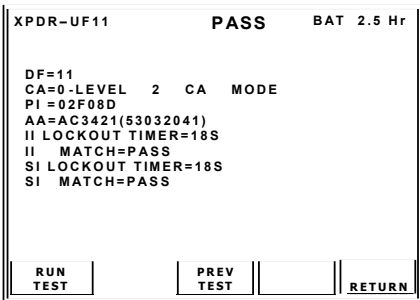 XPDR–UF11 PASS BAT 2.5 Hr
DF=11
CA=0-LEVEL 2 CA MODE
PI =02F08D
AA=AC3421(53032041)
II LOCKOUT TIMER=18S
II MATCH=PASS
SI LOCKOUT TIMER=18S
SI MATCH=PASS
RUN TEST
PREV TEST
RETURN